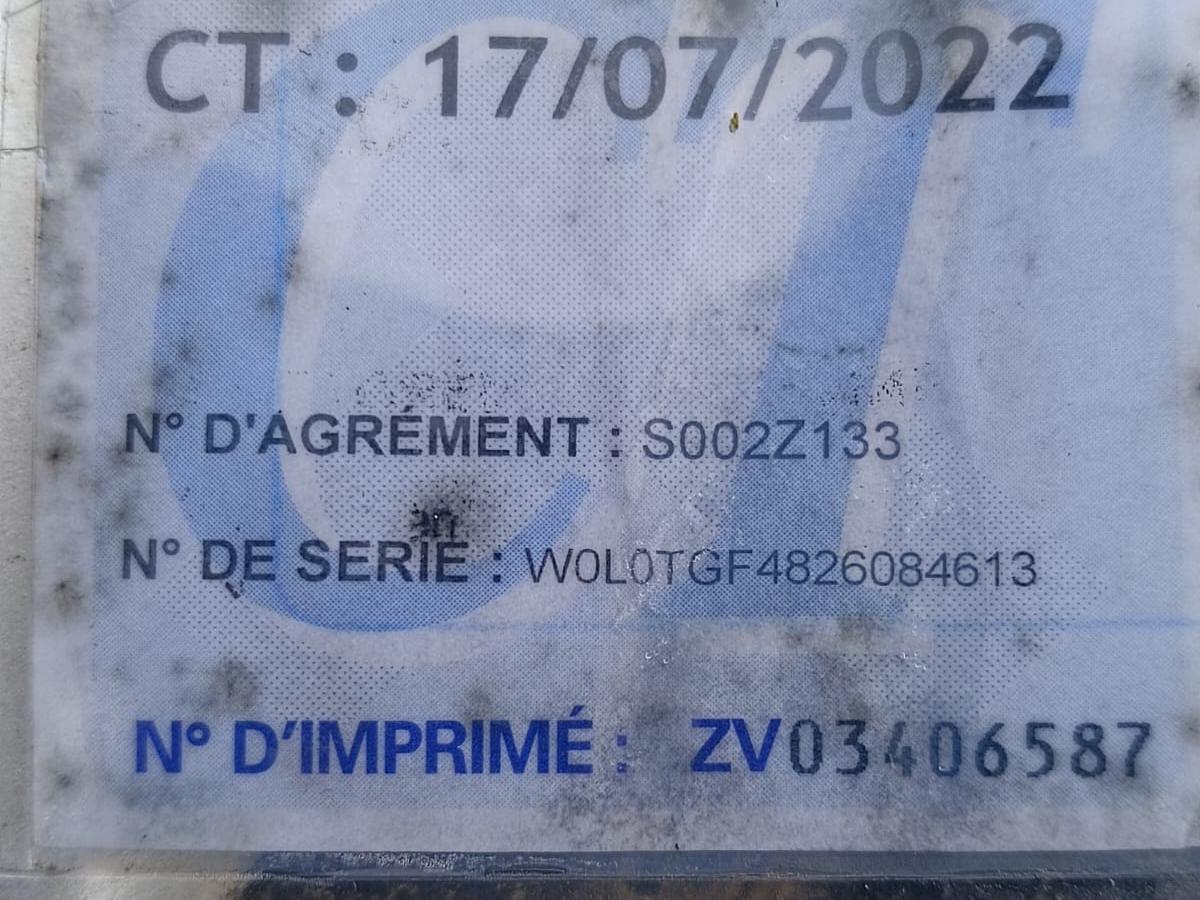 CT : 17/07/2022
N° D'AGRÉMENT : S002Z133
N° DE SERIE : W0L0TGF4826084613
N° D'IMPRIMÉ : ZV03406587